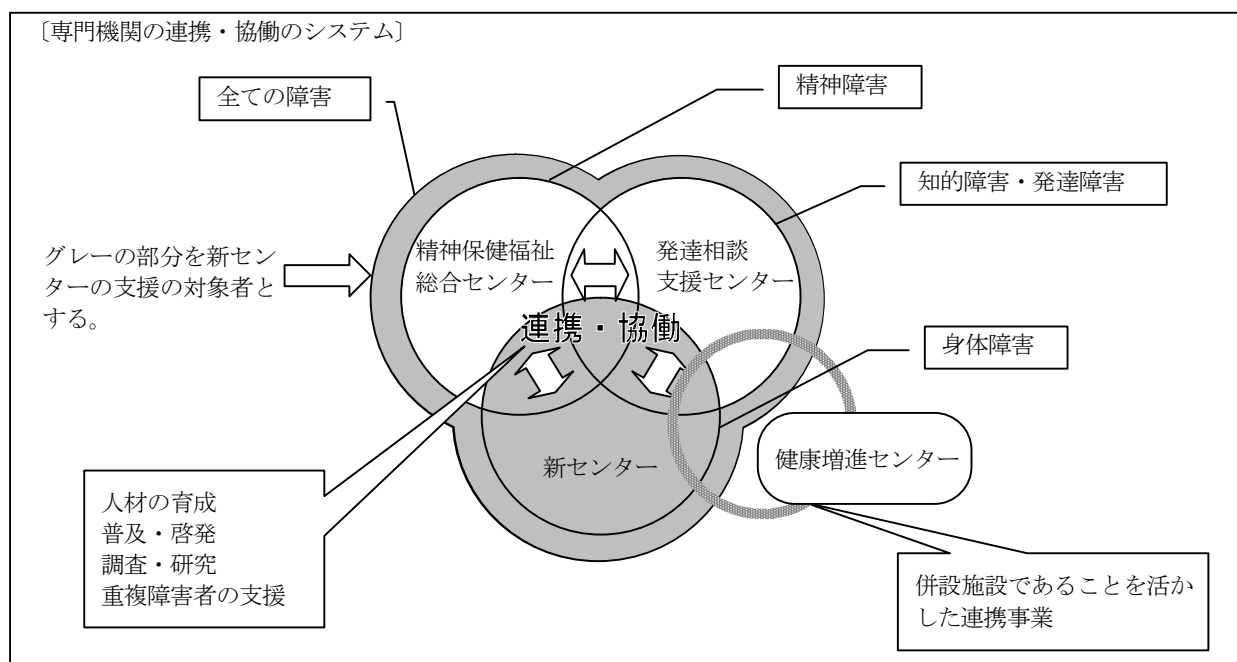 〔専門機関の連携・協働のシステム〕
全ての障害
精神障害
知的障害・発達障害
グレーの部分を新セン
ターの支援の対象者と
する。
精神保健福祉
総合センター
発達相談
支援センター
連携・協働
身体障害
新センター
健康増進センター
人材の育成
普及・啓発
調査・研究
重複障害者の支援
併設施設であることを活か
した連携事業